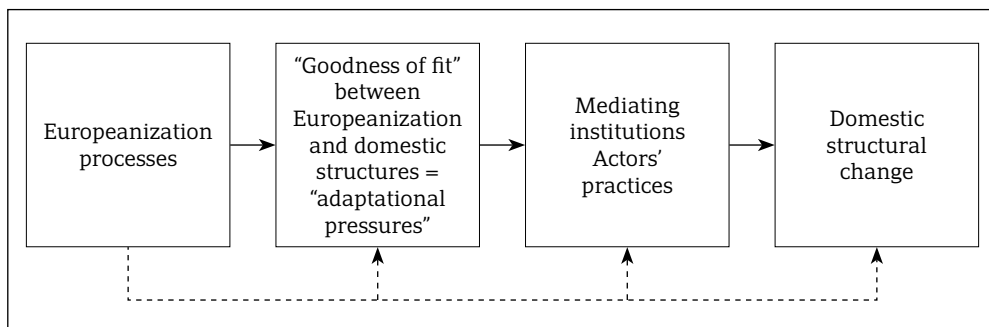 Europeanization
processes
“Goodness of fit”
between
Europeanization
and domestic
structures =
“adaptational
pressures”
Mediating
institutions
Actors’
practices
Domestic
structural
change